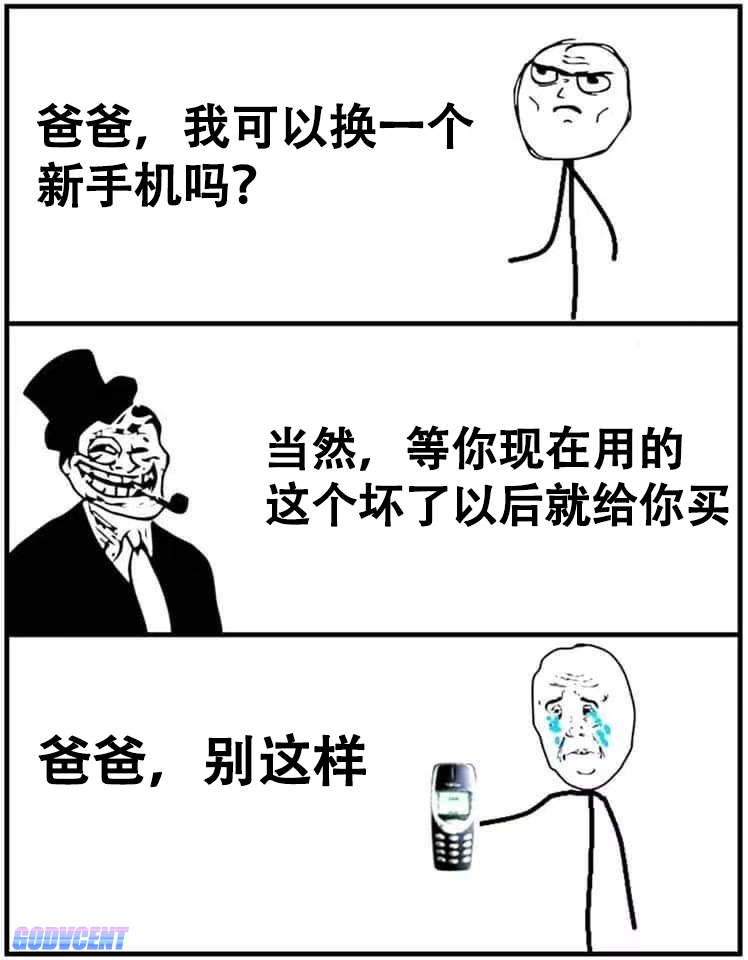 爸爸，我可以换一个
新手机吗？
当然，等你现在用的
这个坏了以后就给你买
爸爸，别这样
GODVCENT